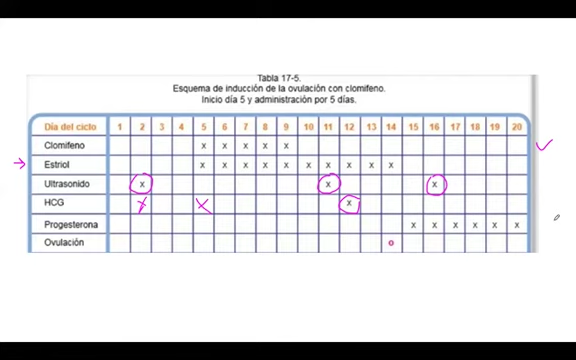 Tabla 17-5.
Esquema de inducción de la ovulación con clomifeno.
Inicio día 5 y administración por 5 días.
Día del ciclo 1 2 3 4 5 6 7 8 9 10 11 12 13 14 15 16 17 18 19 20
Clomifeno x x x x x
Estriol x x x x x x x x x x
Ultrasonido x x x
HCG x x x
Progesterona x x x x x x
Ovulación o